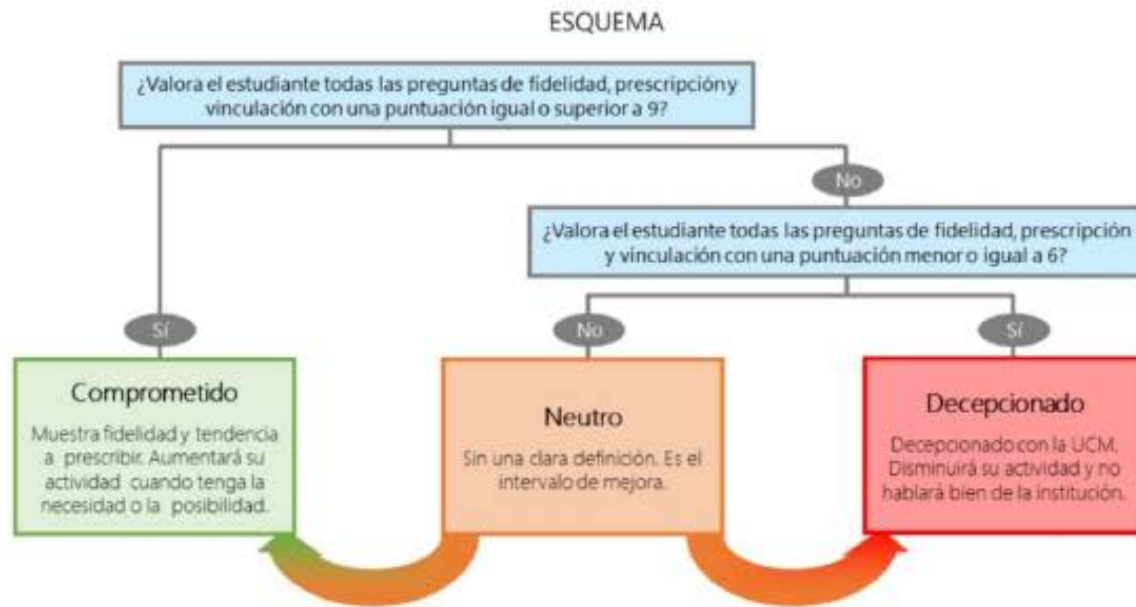 ESQUEMA
¿Valora el estudiante todas las preguntas de fidelidad, prescripción y
vinculación con una puntuación igual o superior a 9?
No
¿Valora el estudiante todas las preguntas de fidelidad, prescripción
y vinculación con una puntuación menor o igual a 6?
Sí
No
Sí
Comprometido
Muestra fidelidad y tendencia
a prescribir. Aumentará su
actividad cuando tenga la
necesidad o la posibilidad.
Neutro
Sin una clara definición. Es el
intervalo de mejora.
Decepcionado
Decepcionado con la UCM.
Disminuirá su actividad y no
hablará bien de la institución.